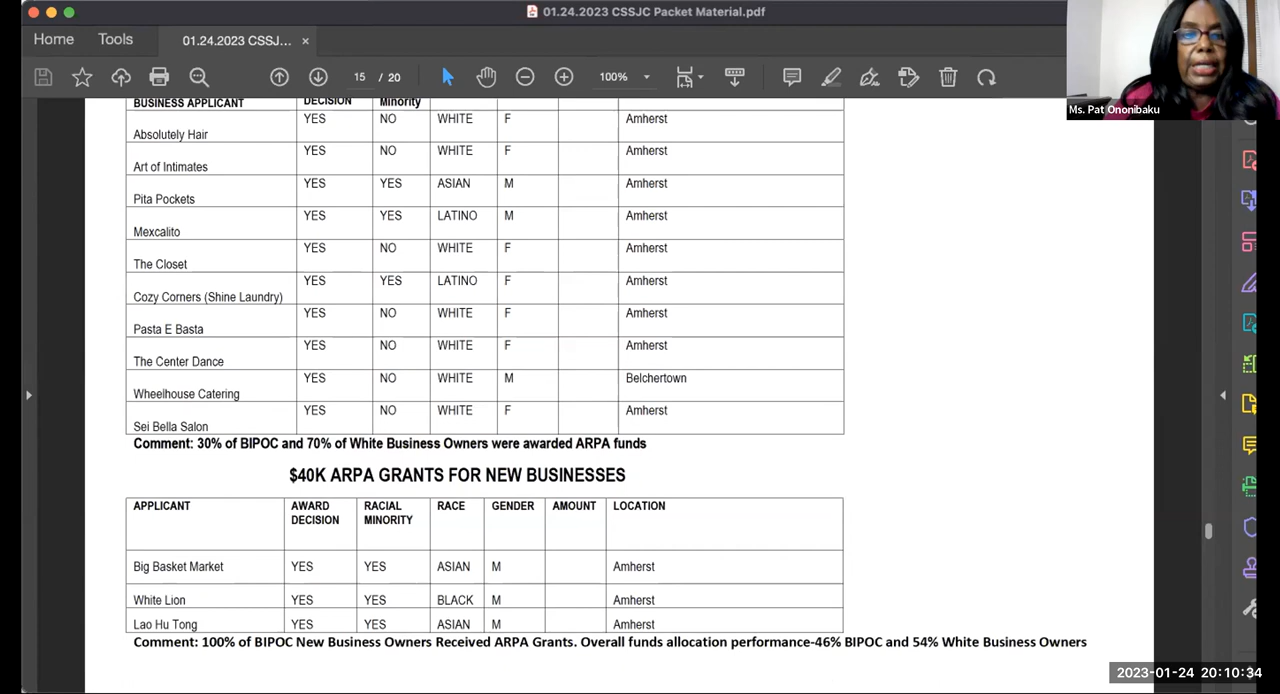 01.24.2023 CSSJC Packet Material.pdf
Home Tools 01.24.2023 CSSJ... ×
15 / 20 100%
Ms. Pat Ononibaku
BUSINESS APPLICANT DECISION Minority
Absolutely Hair YES NO WHITE F Amherst
Art of Intimates YES NO WHITE F Amherst
Pita Pockets YES YES ASIAN M Amherst
Mexcalito YES YES LATINO M Amherst
The Closet YES NO WHITE F Amherst
Cozy Corners (Shine Laundry) YES YES LATINO F Amherst
Pasta E Basta YES NO WHITE F Amherst
The Center Dance YES NO WHITE F Amherst
Wheelhouse Catering YES NO WHITE M Belchertown
Sei Bella Salon YES NO WHITE F Amherst
Comment: 30% of BIPOC and 70% of White Business Owners were awarded ARPA funds
$40K ARPA GRANTS FOR NEW BUSINESSES
APPLICANT AWARD DECISION RACIAL MINORITY RACE GENDER AMOUNT LOCATION
Big Basket Market YES YES ASIAN M Amherst
White Lion YES YES BLACK M Amherst
Lao Hu Tong YES YES ASIAN M Amherst
Comment: 100% of BIPOC New Business Owners Received ARPA Grants. Overall funds allocation performance-46% BIPOC and 54% White Business Owners
2023-01-24 20:10:34